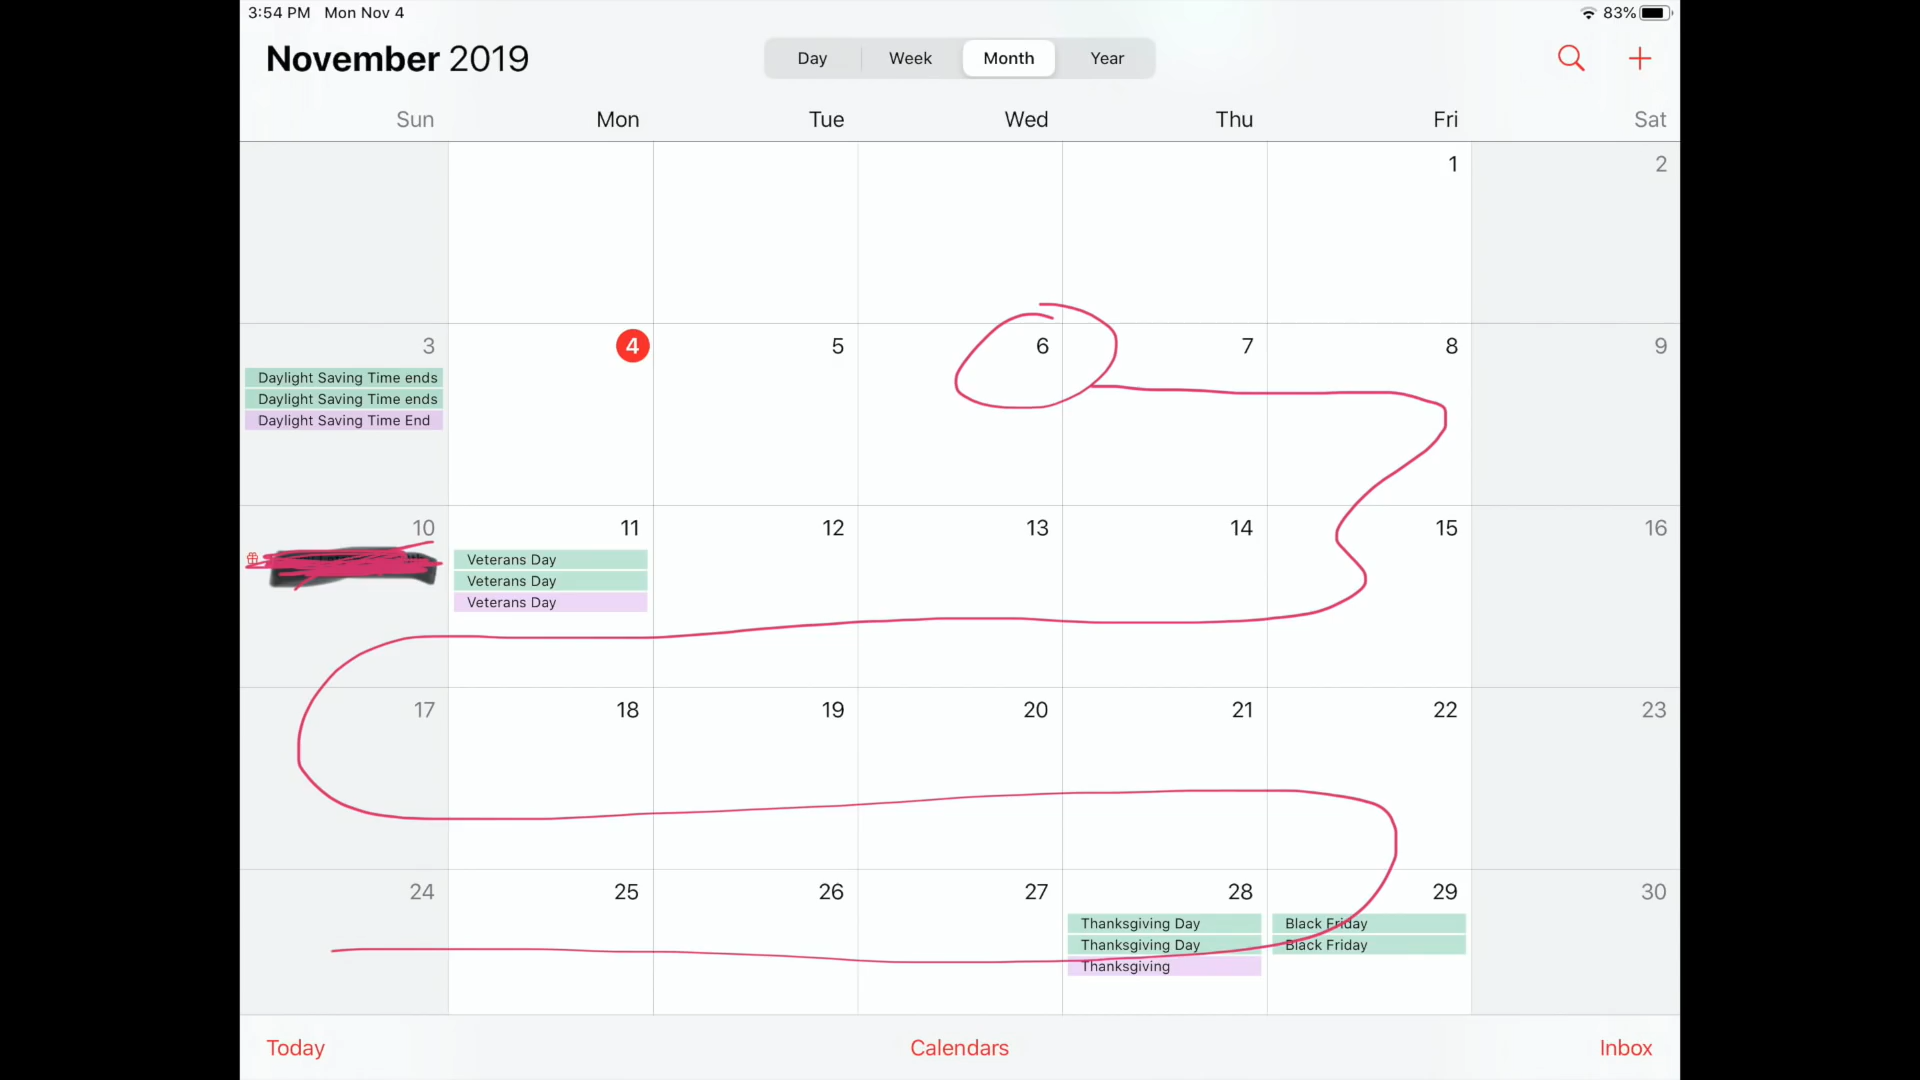 3:54 PM Mon Nov 4 83%
November 2019 Day Week Month Year
Sun Mon Tue Wed Thu Fri Sat
1 2
3 4 5 6 7 8 9
Daylight Saving Time ends
Daylight Saving Time ends
Daylight Saving Time End
10 11 12 13 14 15 16
Veterans Day
Veterans Day
Veterans Day
17 18 19 20 21 22 23
24 25 26 27 28 29 30
Thanksgiving Day Black Friday
Thanksgiving Day Black Friday
Thanksgiving
Today Calendars Inbox